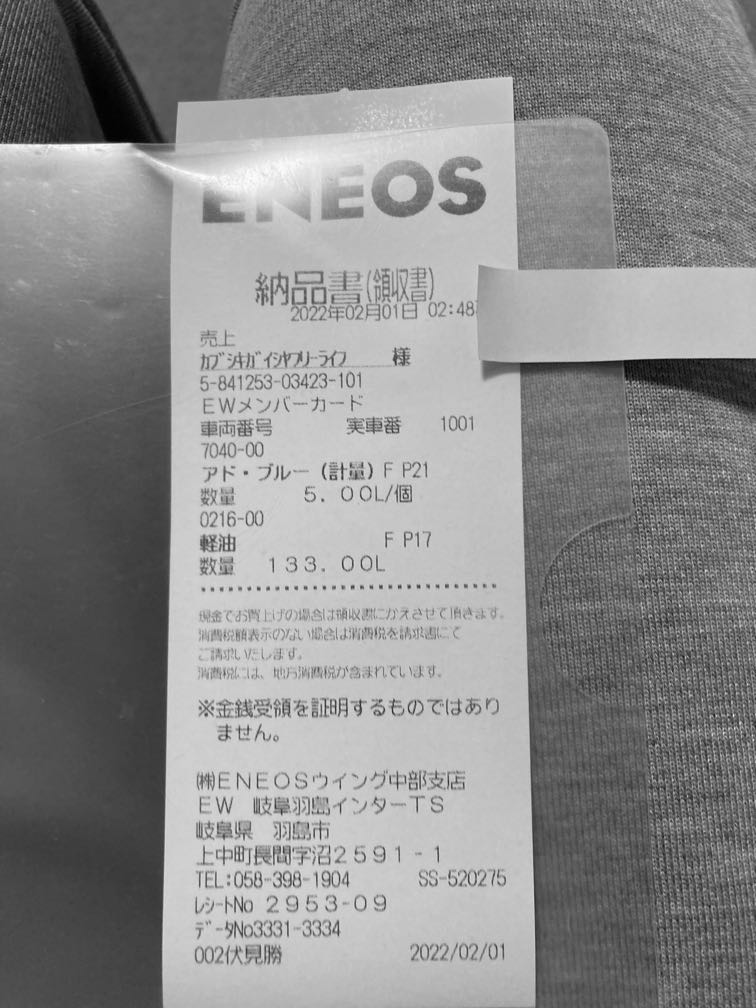 ENEOS
納品書(領収書)
2022年02月01日 02:48
売上
ｶﾌﾞｼｷｶﾞｲｼﾔﾌﾘｰﾗｲﾌ 様
5-841253-03423-101
ＥＷメンバーカード
車両番号 実車番 1001
7040-00
アド・ブルー（計量）F P21
数量 ５．００L/個
0216-00
軽油 F P17
数量 １３３．００L
現金でお買上げの場合は領収書にかえさせて頂きます。
消費税額表示のない場合は消費税を請求書にて
ご請求いたします。
消費税には、地方消費税が含まれています。
※金銭受領を証明するものではあり
ません。
㈱ＥＮＥＯＳウイング中部支店
ＥＷ 岐阜羽島インターＴＳ
岐阜県 羽島市
上中町長間字沼２５９１－１
TEL:058-398-1904 SS-520275
ﾚｼｰﾄNo ２９５３－０９
ﾃﾞｰﾀNo3331-3334
002伏見勝 2022/02/01